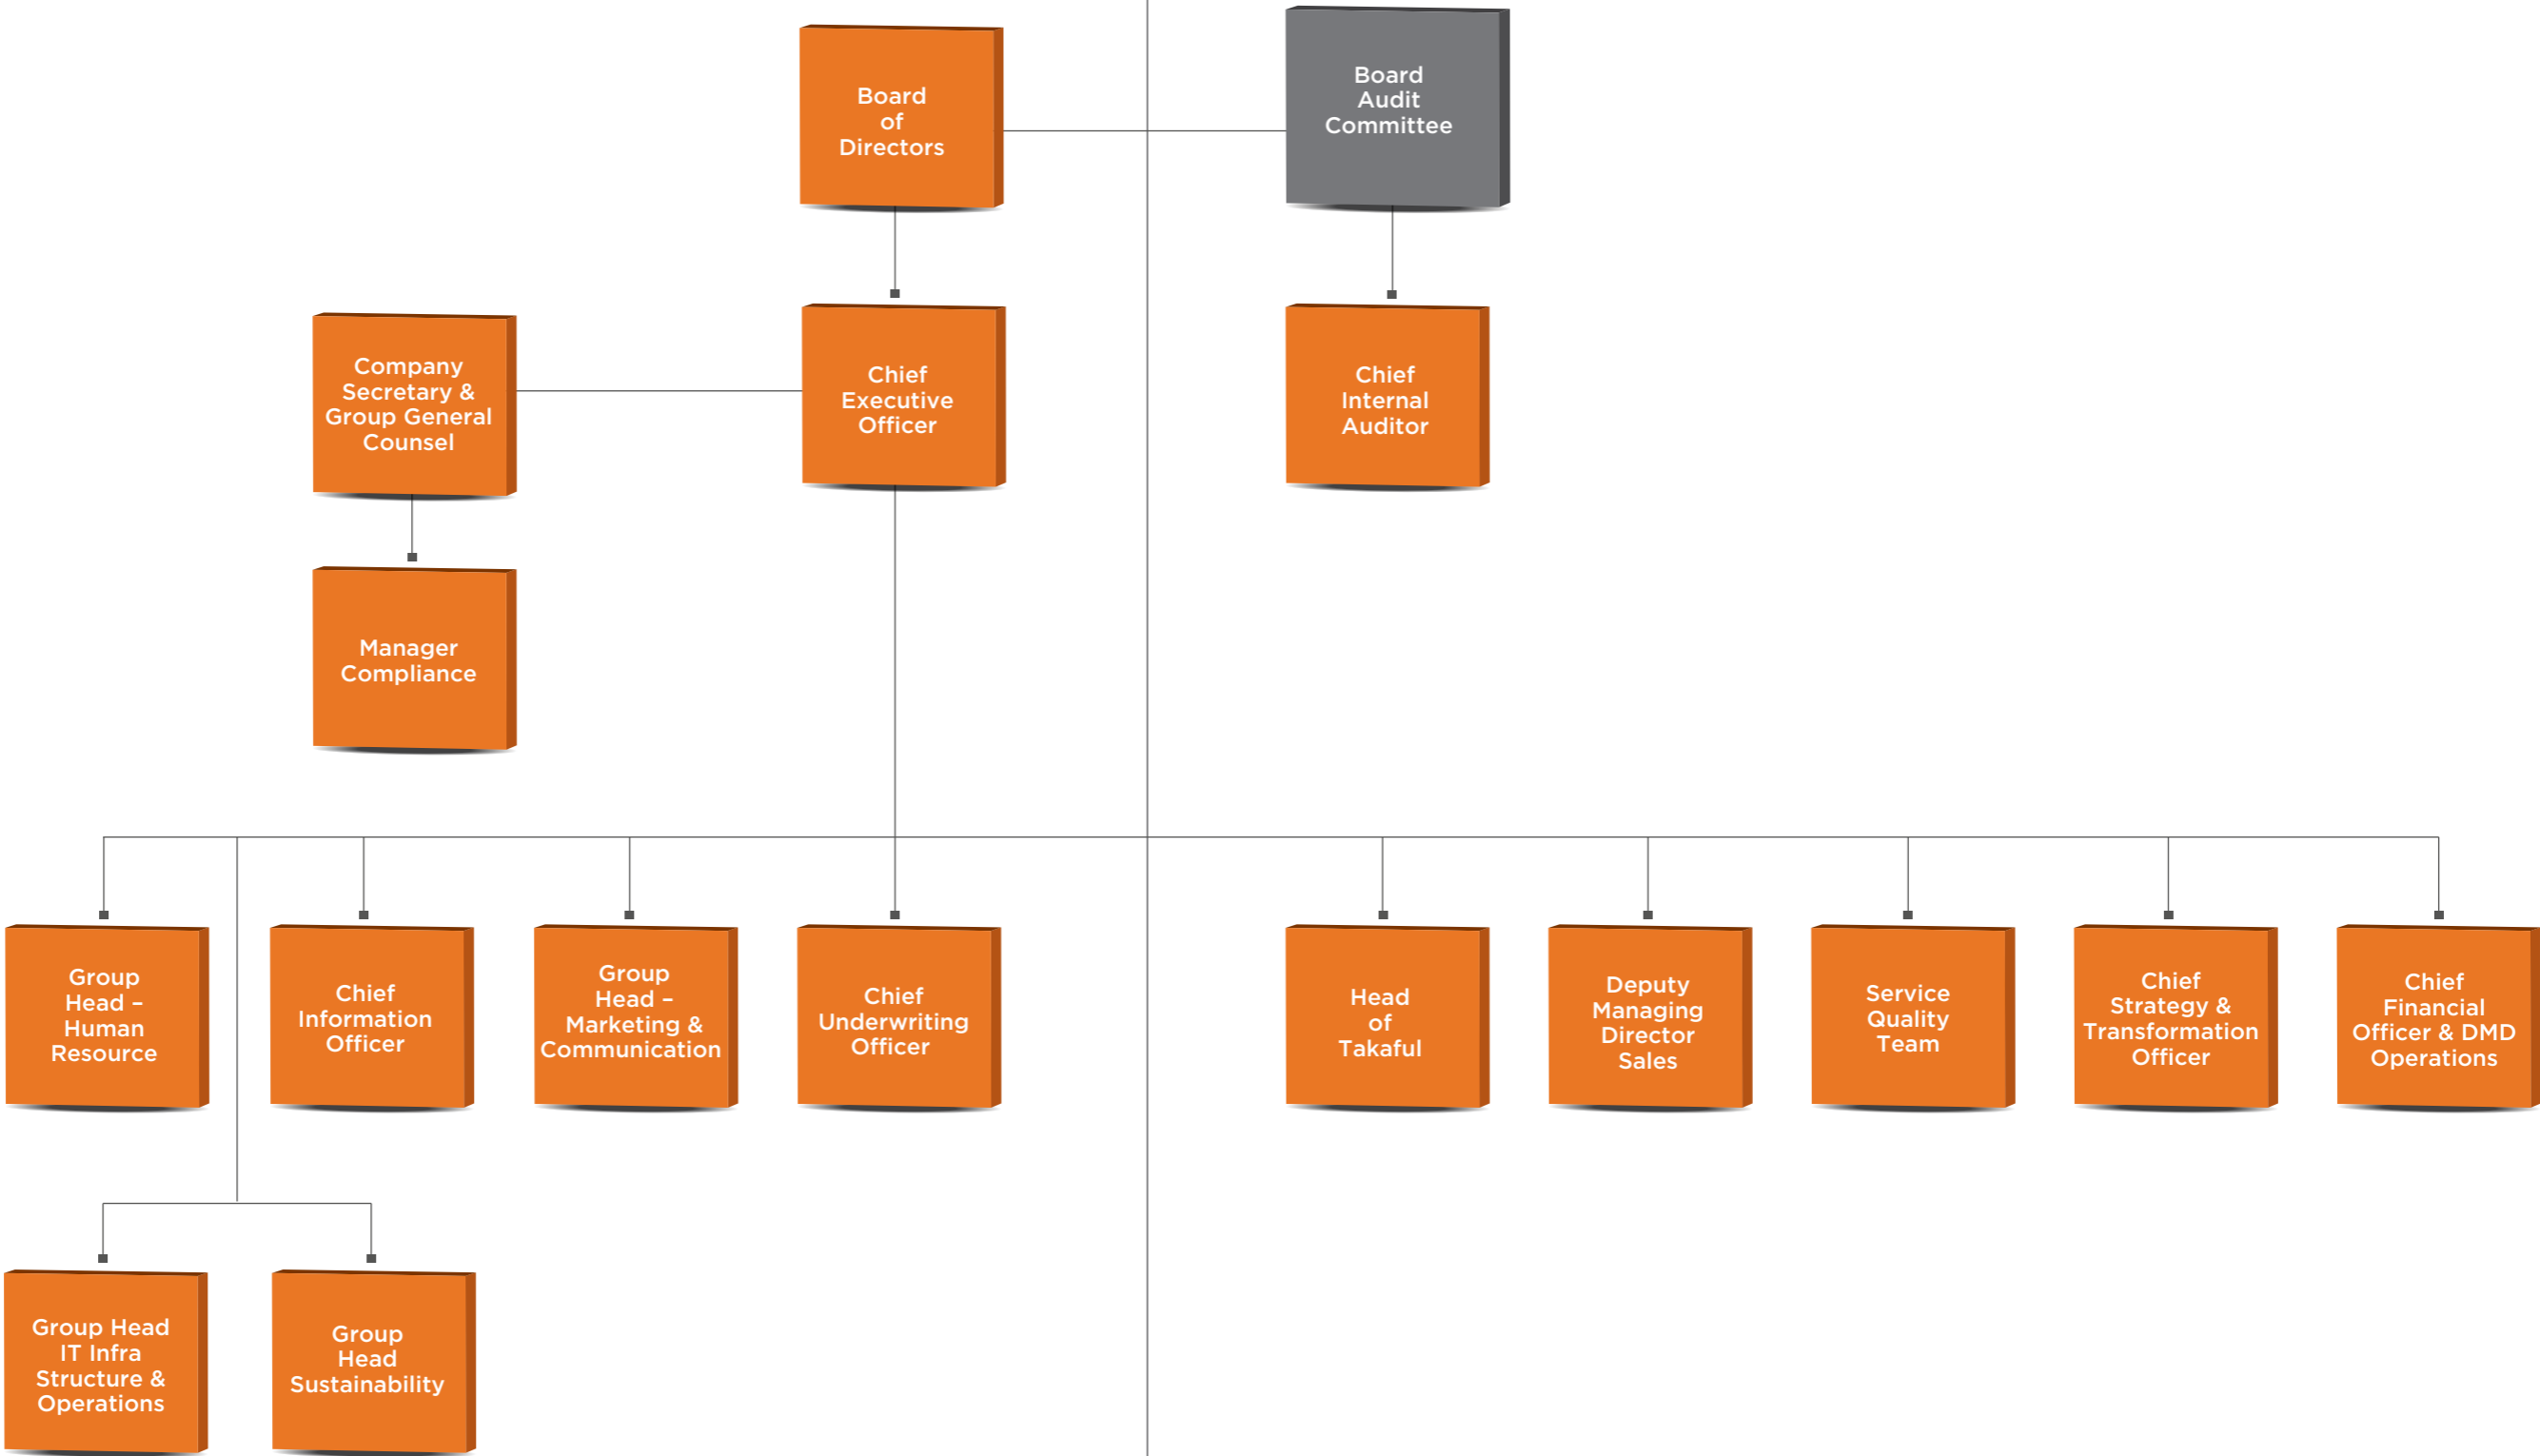 Board
of
Directors
Board
Audit
Committee
Company
Secretary &
Group General
Counsel
Chief
Executive
Officer
Chief
Internal
Auditor
Manager
Compliance
Group
Head –
Human
Resource
Chief
Information
Officer
Group
Head –
Marketing &
Communication
Chief
Underwriting
Officer
Head
of
Takaful
Deputy
Managing
Director
Sales
Service
Quality
Team
Chief
Strategy &
Transformation
Officer
Chief
Financial
Officer & DMD
Operations
Group Head
IT Infra
Structure &
Operations
Group
Head
Sustainability